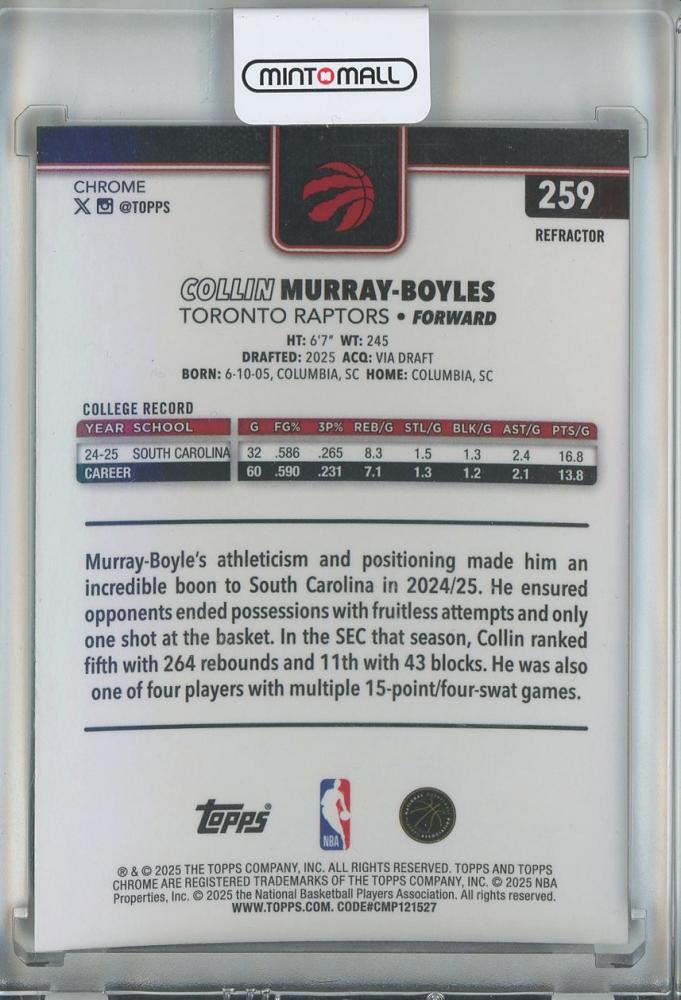 MINT MALL
CHROME
@TOPPS
259
REFRACTOR
COLLIN MURRAY-BOYLES
TORONTO RAPTORS • FORWARD
HT: 6'7" WT: 245
DRAFTED: 2025 ACQ: VIA DRAFT
BORN: 6-10-05, COLUMBIA, SC HOME: COLUMBIA, SC
COLLEGE RECORD
YEAR SCHOOL G FG% 3P% REB/G STL/G BLK/G AST/G PTS/G
24-25 SOUTH CAROLINA 32 .586 .265 8.3 1.5 1.3 2.4 16.8
CAREER 60 .590 .231 7.1 1.3 1.2 2.1 13.8
Murray-Boyle's athleticism and positioning made him an
incredible boon to South Carolina in 2024/25. He ensured
opponents ended possessions with fruitless attempts and only
one shot at the basket. In the SEC that season, Collin ranked
fifth with 264 rebounds and 11th with 43 blocks. He was also
one of four players with multiple 15-point/four-swat games.
Topps®
NBA
® & © 2025 THE TOPPS COMPANY, INC. ALL RIGHTS RESERVED. TOPPS AND TOPPS
CHROME ARE REGISTERED TRADEMARKS OF THE TOPPS COMPANY, INC. © 2025 NBA
Properties, Inc. © 2025 the National Basketball Players Association. All rights reserved.
WWW.TOPPS.COM. CODE#CMP121527